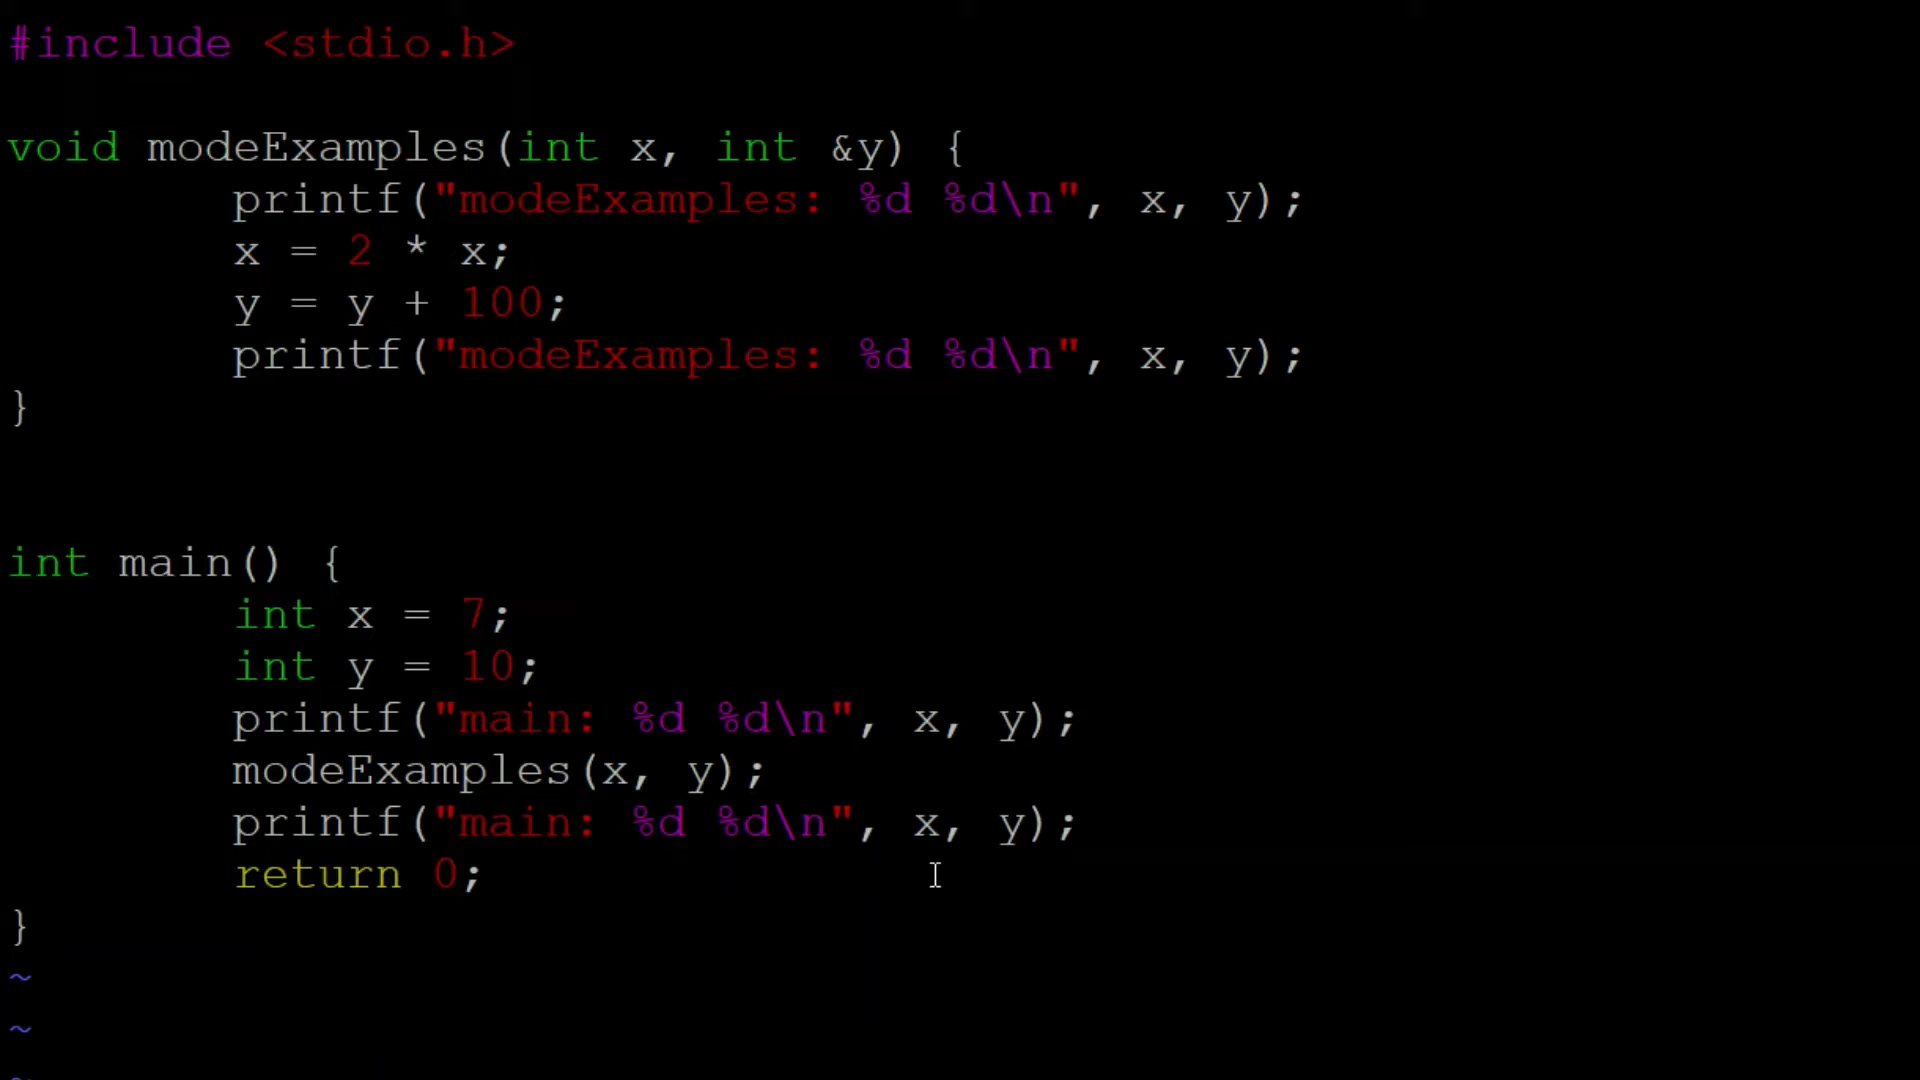 #include <stdio.h>
void modeExamples(int x, int &y) {
printf("modeExamples: %d %d\n", x, y);
x = 2 * x;
y = y + 100;
printf("modeExamples: %d %d\n", x, y);
}
int main() {
int x = 7;
int y = 10;
printf("main: %d %d\n", x, y);
modeExamples(x, y);
printf("main: %d %d\n", x, y);
return 0;
}
~
~
~